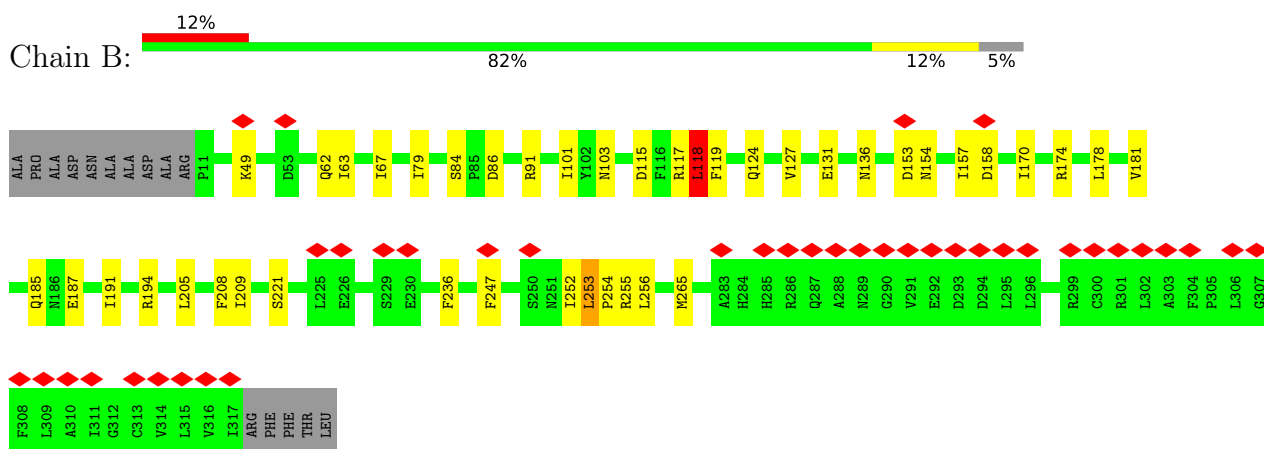 12%
Chain B:
82% 12% 5%
ALA PRO ALA ASP ASN ALA ALA ASP ALA ARG P11 K49 D53 Q62 I63 I67 I79 S84 P85 D86 R91 I101 Y102 N103 D115 F116 R117 L118 F119 Q124 V127 E131 N136 D153 N154 I157 D158 I170 R174 L178 V181
Q185 N186 E187 I191 R194 L205 F208 I209 S221 L225 E226 S229 E230 F236 F247 S250 N251 I252 L253 P254 R255 L256 M265 A283 H284 H285 R286 Q287 A288 N289 G290 V291 E292 D293 D294 L295 L296 R299 C300 R301 L302 A303 F304 P305 L306 G307
F308 L309 A310 I311 G312 C313 V314 L315 V316 I317 ARG PHE PHE THR LEU